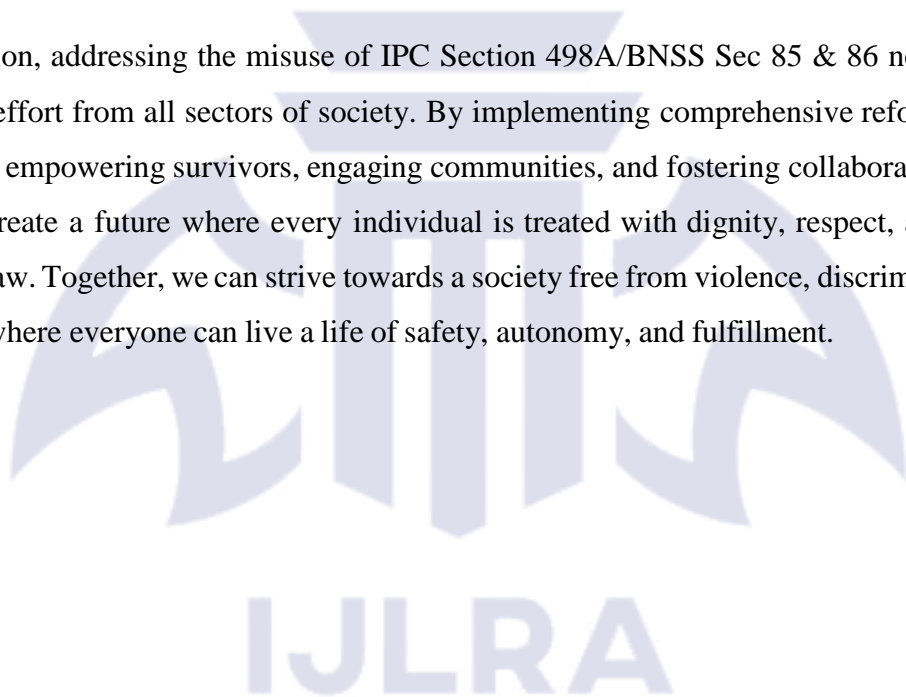 ion, addressing the misuse of IPC Section 498A/BNSS Sec 85 & 86 ne
effort from all sectors of society. By implementing comprehensive refo
empowering survivors, engaging communities, and fostering collabora
reate a future where every individual is treated with dignity, respect,
aw. Together, we can strive towards a society free from violence, discrim
where everyone can live a life of safety, autonomy, and fulfillment.
IJLRA